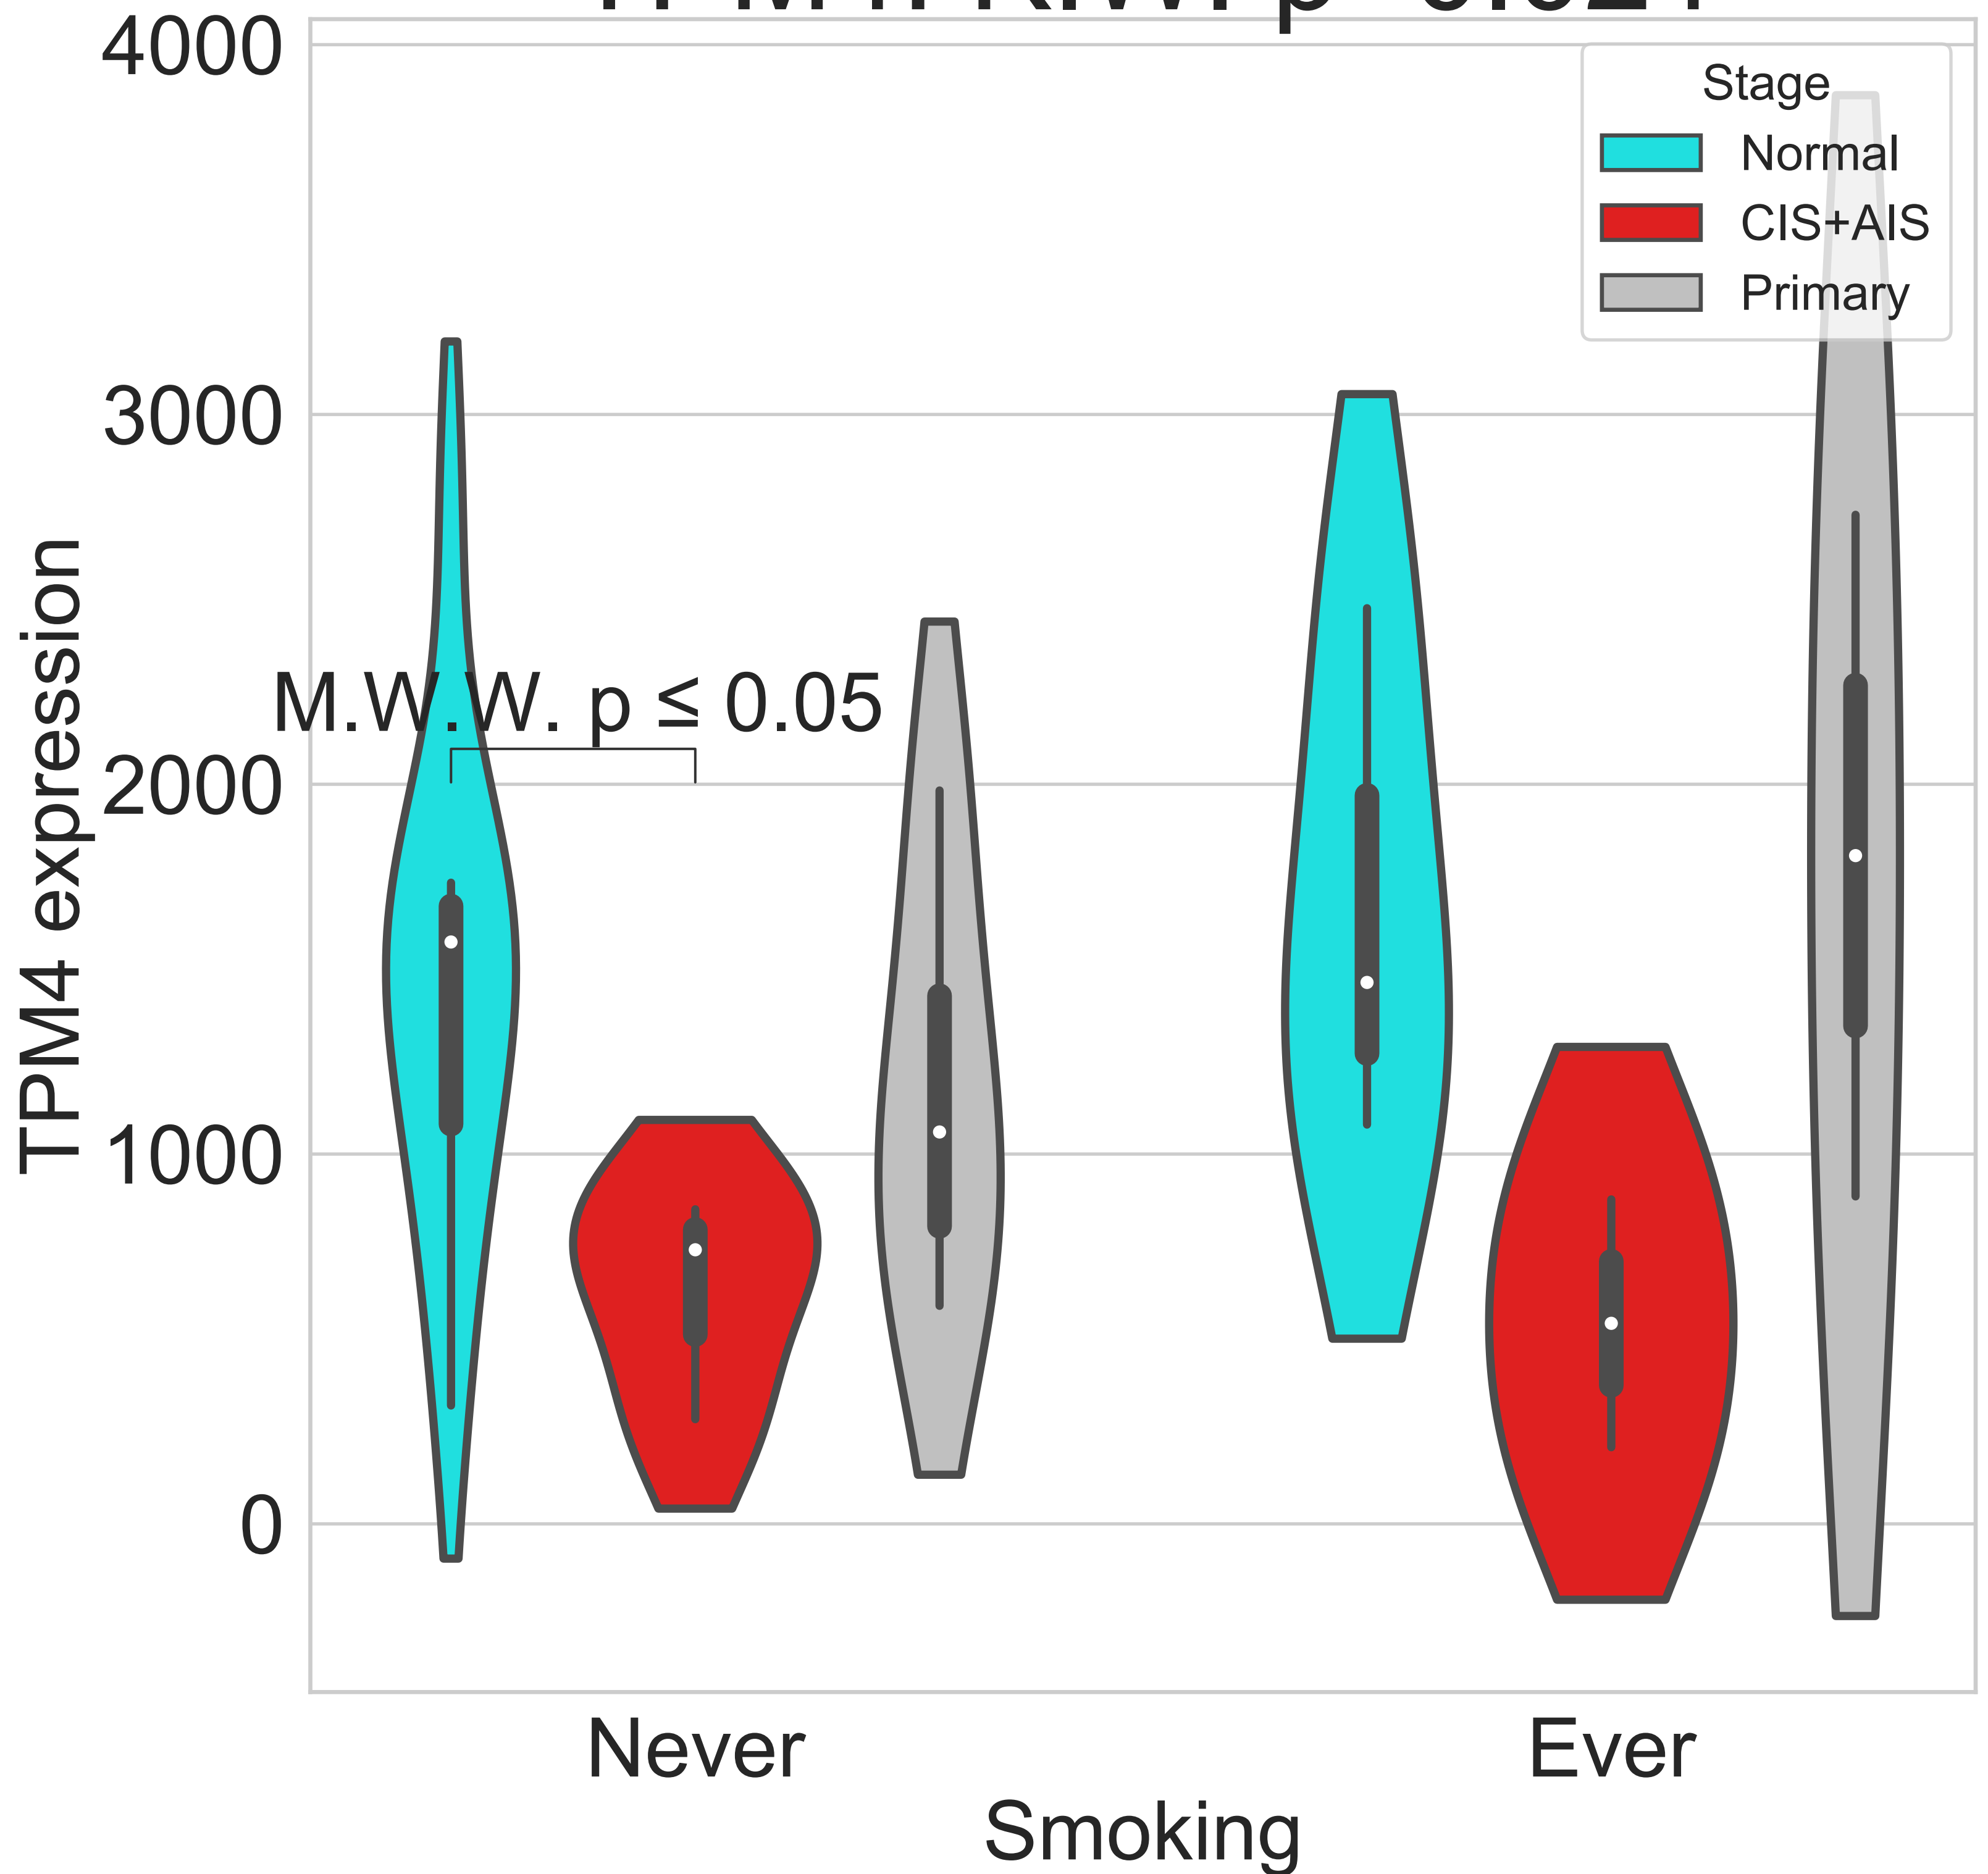 4000
3000
2000
1000
0
TPM4 expression
M.W.W. p ≤ 0.05
Stage
Normal
CIS+AIS
Primary
Never
Ever
Smoking